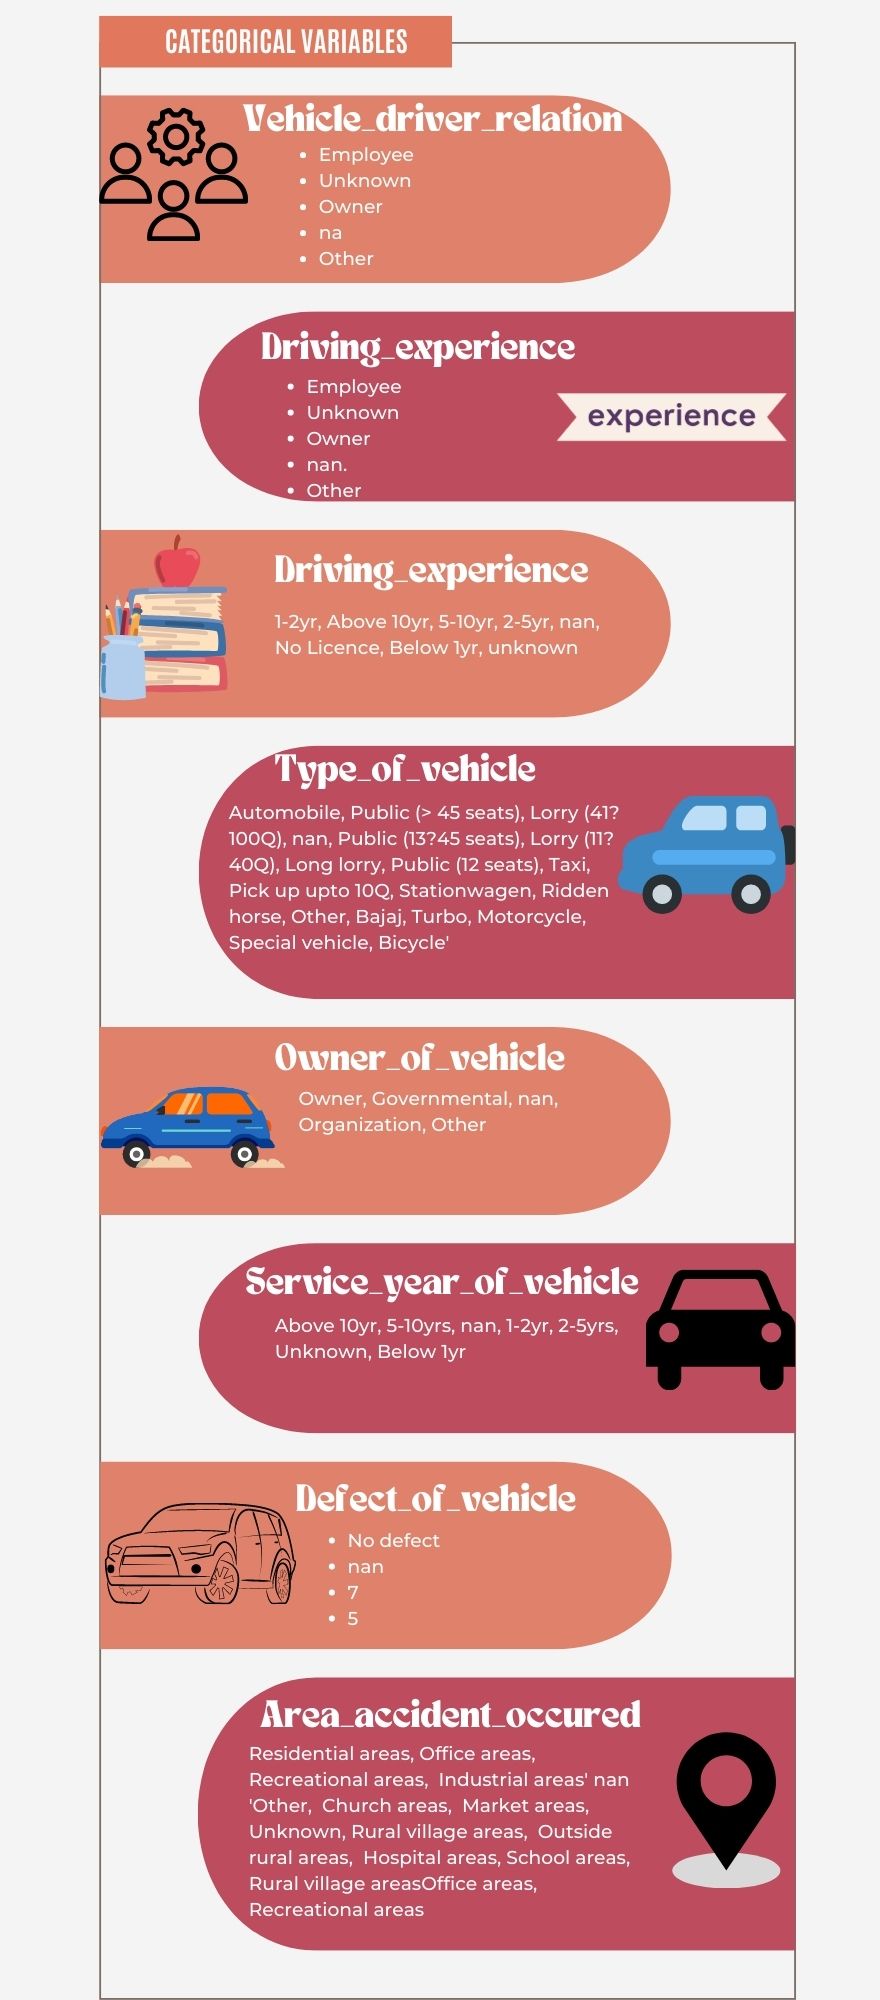 CATEGORICAL VARIABLES
Vehicle_driver_relation
• Employee
• Unknown
• Owner
• na
• Other
Driving_experience
• Employee
• Unknown
• Owner
• nan.
• Other
experience
Driving_experience
1-2yr, Above 10yr, 5-10yr, 2-5yr, nan,
No Licence, Below 1yr, unknown
Type_of_vehicle
Automobile, Public (> 45 seats), Lorry (41?
100Q), nan, Public (13?45 seats), Lorry (11?
40Q), Long lorry, Public (12 seats), Taxi,
Pick up upto 10Q, Stationwagen, Ridden
horse, Other, Bajaj, Turbo, Motorcycle,
Special vehicle, Bicycle'
Owner_of_vehicle
Owner, Governmental, nan,
Organization, Other
Service_year_of_vehicle
Above 10yr, 5-10yrs, nan, 1-2yr, 2-5yrs,
Unknown, Below 1yr
Defect_of_vehicle
• No defect
• nan
• 7
• 5
Area_accident_occured
Residential areas, Office areas,
Recreational areas,  Industrial areas' nan
'Other,  Church areas,  Market areas,
Unknown, Rural village areas,  Outside
rural areas,  Hospital areas, School areas,
Rural village areasOffice areas,
Recreational areas